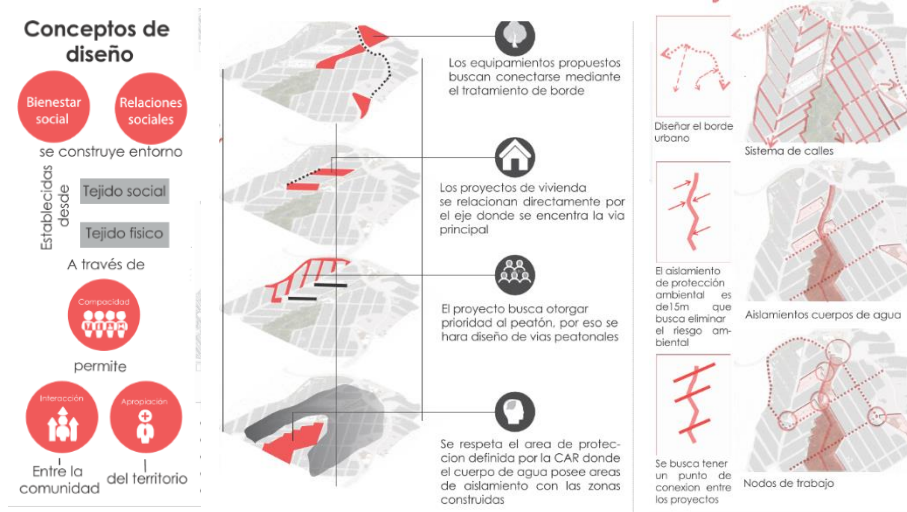 Conceptos de
diseño
Bienestar
social
Relaciones
sociales
se construye entorno
Establecidas
desde
Tejido social
Tejido fisico
A través de
Compacidad
permite
Interacción
Apropiación
Entre la
comunidad
del territorio
Los equipamientos propuestos
buscan conectarse mediante
el tratamiento de borde
Los proyectos de vivienda
se relacionan directamente por
el eje donde se encentra la via
principal
El proyecto busca otorgar
prioridad al peatón, por eso se
hara diseño de vias peatonales
Se respeta el area de protec-
cion definida por la CAR donde
el cuerpo de agua posee areas
de aislamiento con las zonas
construidas
Diseñar el borde
urbano
Sistema de calles
El aislamiento
de protección
ambiental es
de15m que
busca eliminar
el riesgo am-
biental
Aislamientos cuerpos de agua
Se busca tener
un punto de
conexion entre
los proyectos
Nodos de trabajo